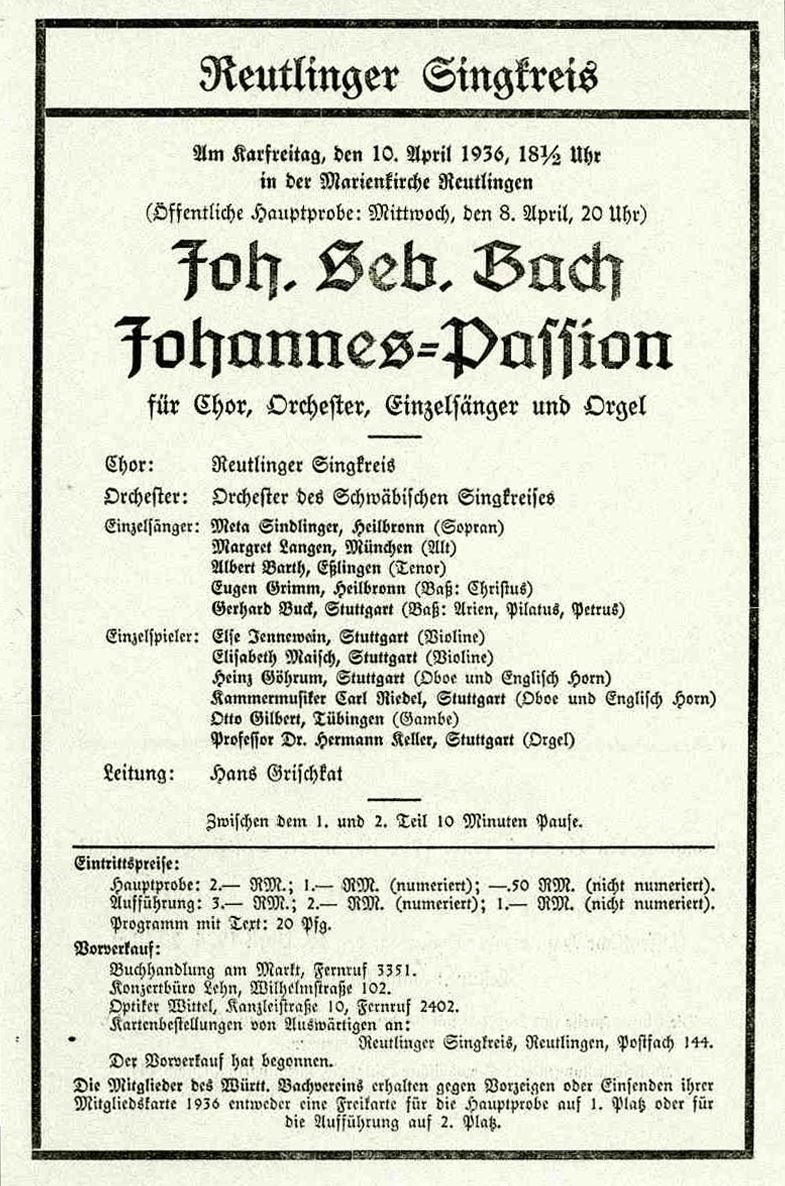 Reutlinger Singkreis
Am Karfreitag, den 10. April 1936, 18½ Uhr
in der Marienkirche Reutlingen
(Öffentliche Hauptprobe: Mittwoch, den 8. April, 20 Uhr)
Joh. Seb. Bach
Johannes=Passion
für Chor, Orchester, Einzelsänger und Orgel
Chor: Reutlinger Singkreis
Orchester: Orchester des Schwäbischen Singkreises
Einzelsänger: Meta Sindlinger, Heilbronn (Sopran)
Margret Langen, München (Alt)
Albert Barth, Eßlingen (Tenor)
Eugen Grimm, Heilbronn (Baß: Christus)
Gerhard Buck, Stuttgart (Baß: Arien, Pilatus, Petrus)
Einzelspieler: Else Jennewein, Stuttgart (Violine)
Elisabeth Maisch, Stuttgart (Violine)
Heinz Göhrum, Stuttgart (Oboe und Englisch Horn)
Kammermusiker Carl Riedel, Stuttgart (Oboe und Englisch Horn)
Otto Gilbert, Tübingen (Gambe)
Professor Dr. Hermann Keller, Stuttgart (Orgel)
Leitung: Hans Grischkat
Zwischen dem 1. und 2. Teil 10 Minuten Pause.
Eintrittspreise:
Hauptprobe: 2.— RM.; 1.— RM. (numeriert); —.50 RM. (nicht numeriert).
Aufführung: 3.— RM.; 2.— RM. (numeriert); 1.— RM. (nicht numeriert).
Programm mit Text: 20 Pfg.
Vorverkauf:
Buchhandlung am Markt, Fernruf 3351.
Konzertbüro Lehn, Wilhelmstraße 102.
Optiker Wittel, Kanzleistraße 10, Fernruf 2402.
Kartenbestellungen von Auswärtigen an:
Reutlinger Singkreis, Reutlingen, Postfach 144.
Der Vorverkauf hat begonnen.
Die Mitglieder des Württ. Bachvereins erhalten gegen Vorzeigen oder Einsenden ihrer
Mitgliedskarte 1936 entweder eine Freikarte für die Hauptprobe auf 1. Platz oder für
die Aufführung auf 2. Platz.